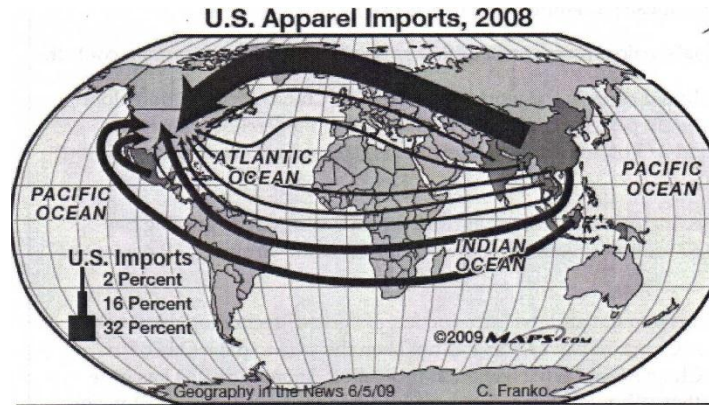 U.S. Apparel Imports, 2008
ATLANTIC
OCEAN
PACIFIC
OCEAN
PACIFIC
OCEAN
INDIAN
OCEAN
U.S. Imports
2 Percent
16 Percent
32 Percent
©2009 MAPS.com
Geography in the News 6/5/09 C. Franko